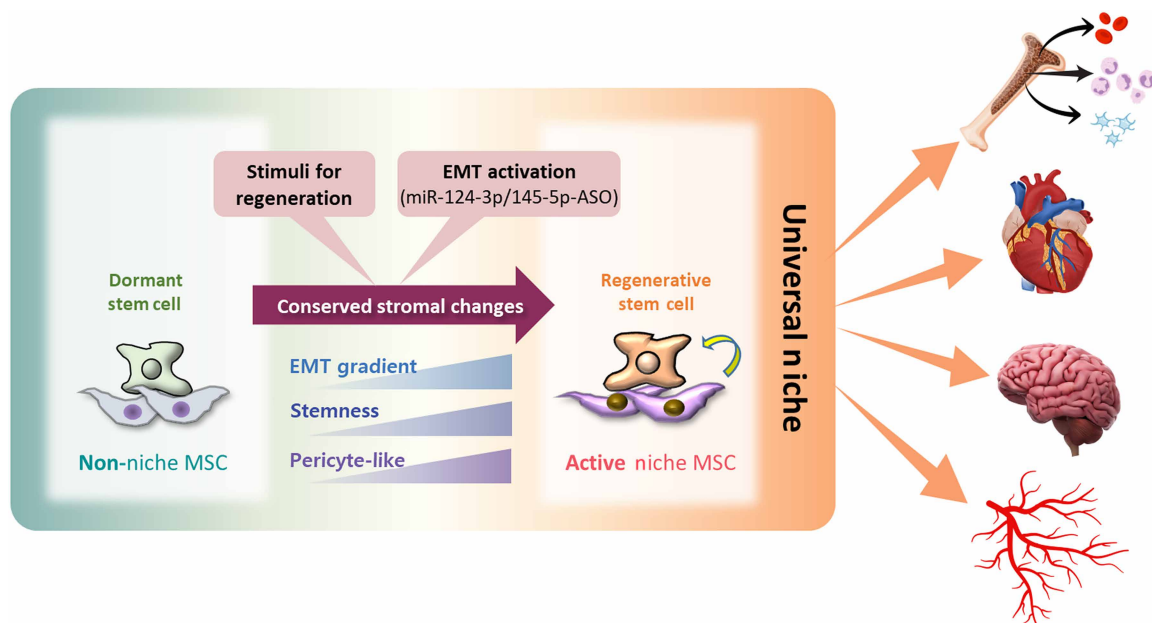 Stimuli for
regeneration
EMT activation
(miR-124-3p/145-5p-ASO)
Dormant
stem cell
Conserved stromal changes
Regenerative
stem cell
EMT gradient
Stemness
Pericyte-like
Non-niche MSC
Active niche MSC
Universal n iche